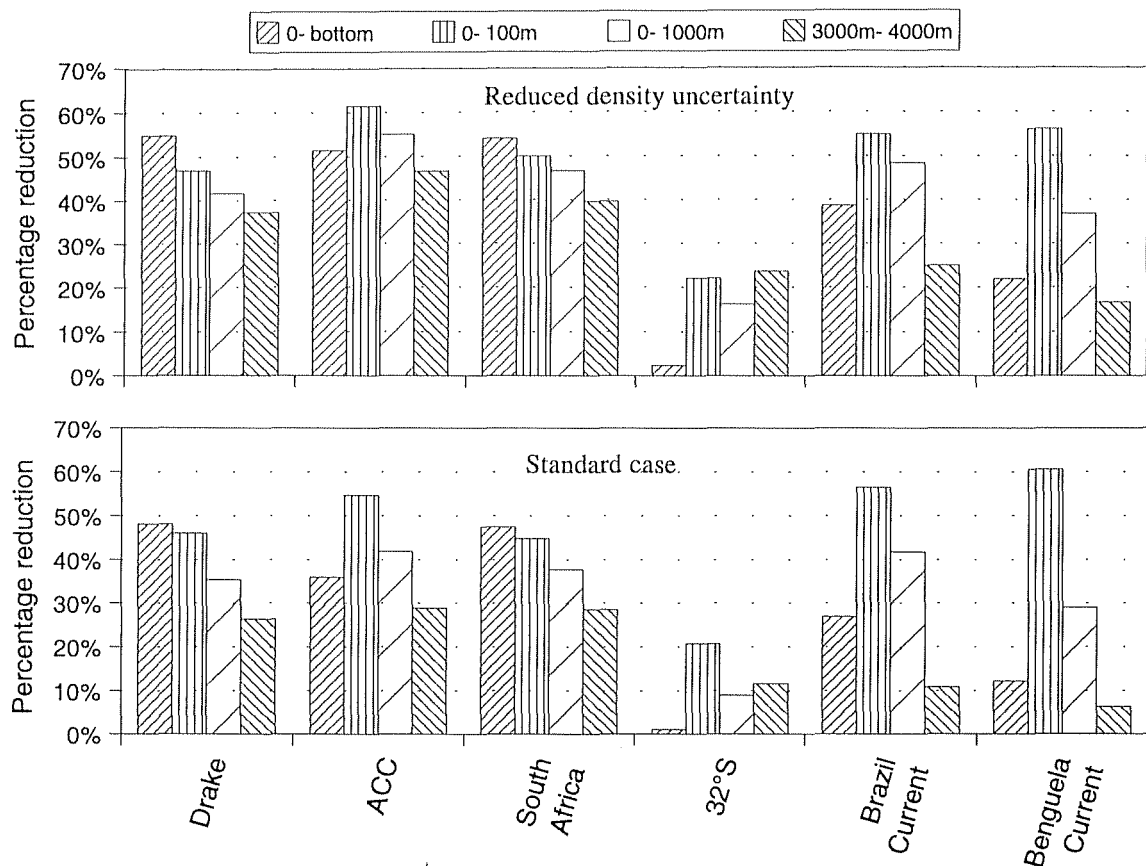 0- bottom 0- 100m 0- 1000m 3000m- 4000m
Reduced density uncertainty
Percentage reduction
70%
60%
50%
40%
30%
20%
10%
0%
Standard case
Percentage reduction
70%
60%
50%
40%
30%
20%
10%
0%
Drake
ACC
South
Africa
32°S
Brazil
Current
Benguela
Current